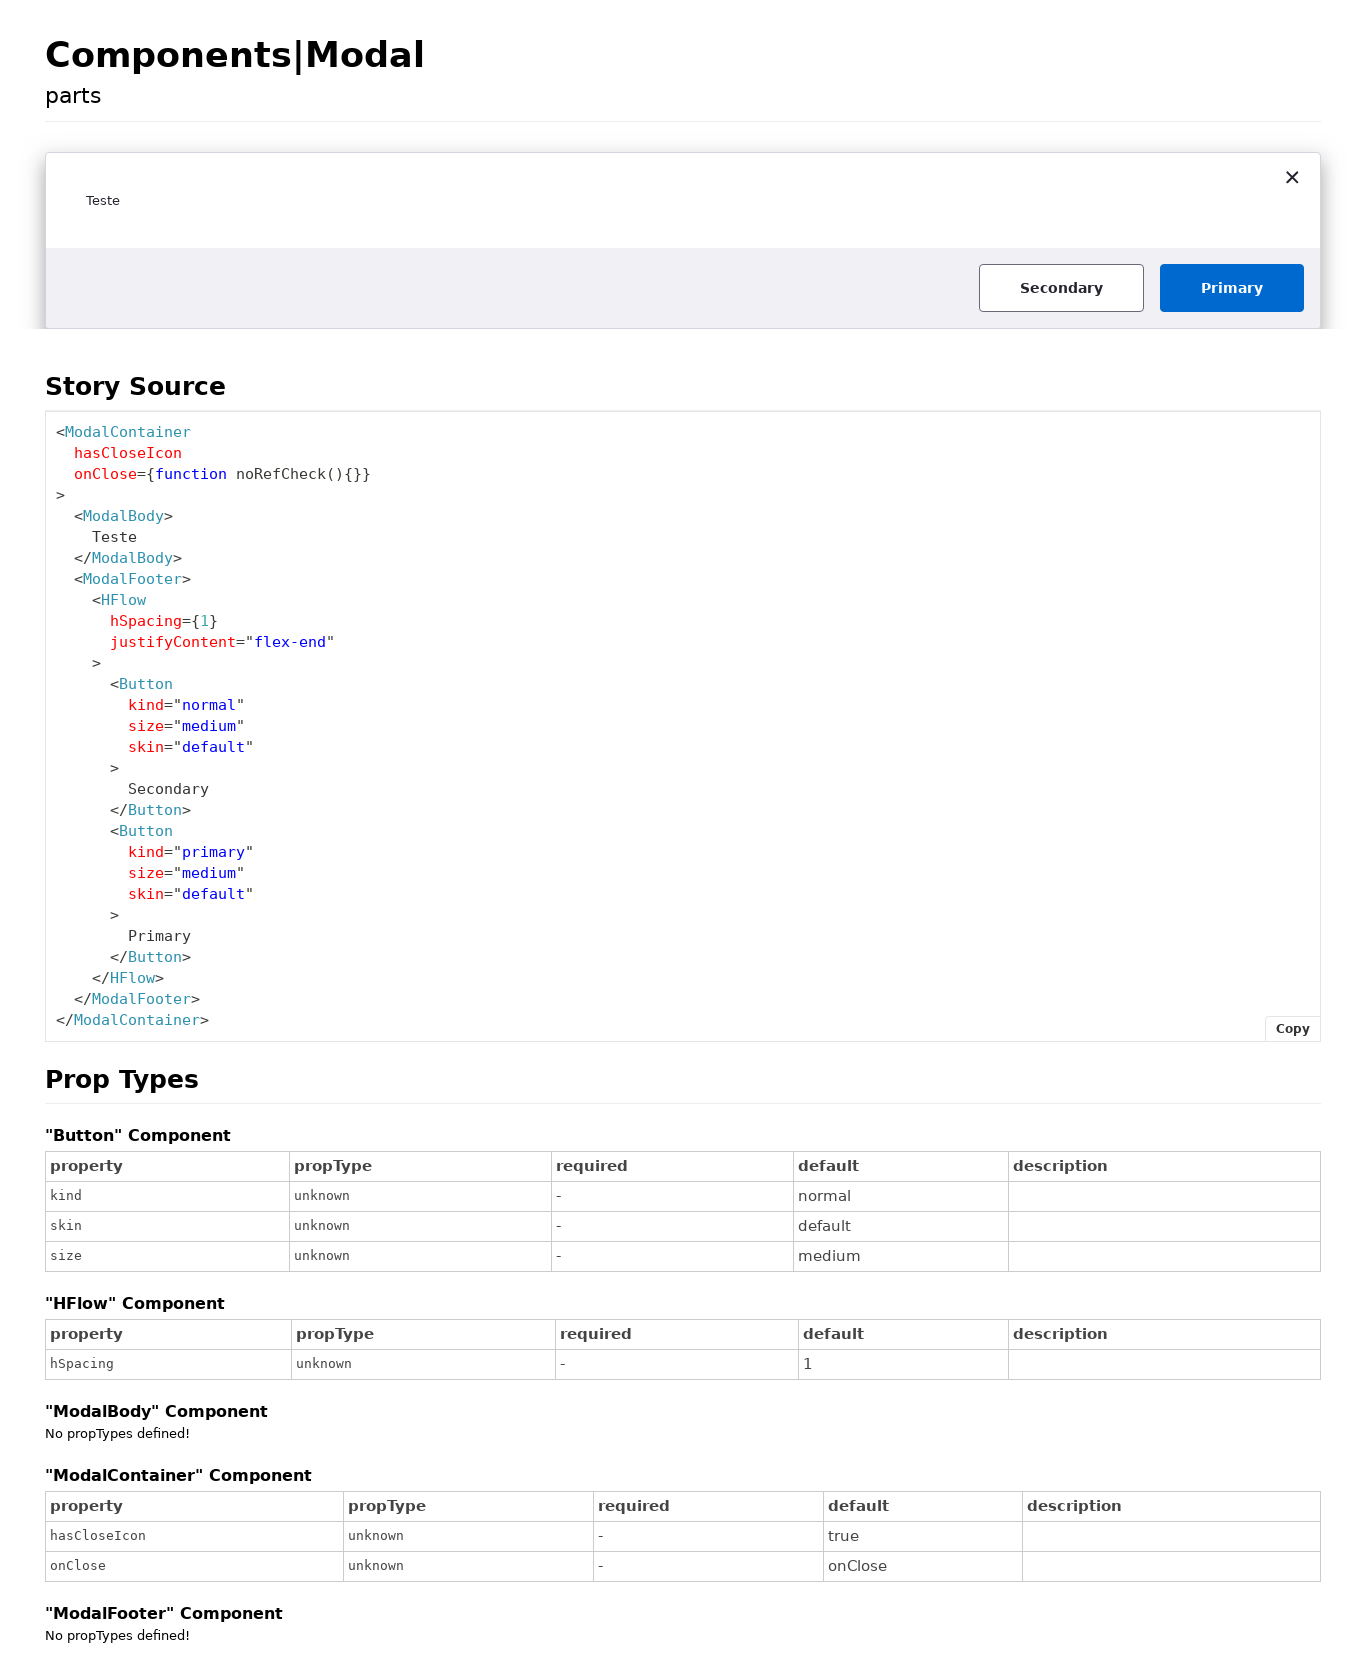 Components|Modal
parts
×
Teste
Secondary Primary
Story Source
<ModalContainer
  hasCloseIcon
  onClose={function noRefCheck(){}}
>
  <ModalBody>
    Teste
  </ModalBody>
  <ModalFooter>
    <HFlow
      hSpacing={1}
      justifyContent="flex-end"
    >
      <Button
        kind="normal"
        size="medium"
        skin="default"
      >
        Secondary
      </Button>
      <Button
        kind="primary"
        size="medium"
        skin="default"
      >
        Primary
      </Button>
    </HFlow>
  </ModalFooter>
</ModalContainer>
Copy
Prop Types
"Button" Component
property propType required default description
kind unknown - normal
skin unknown - default
size unknown - medium
"HFlow" Component
property propType required default description
hSpacing unknown - 1
"ModalBody" Component
No propTypes defined!
"ModalContainer" Component
property propType required default description
hasCloseIcon unknown - true
onClose unknown - onClose
"ModalFooter" Component
No propTypes defined!